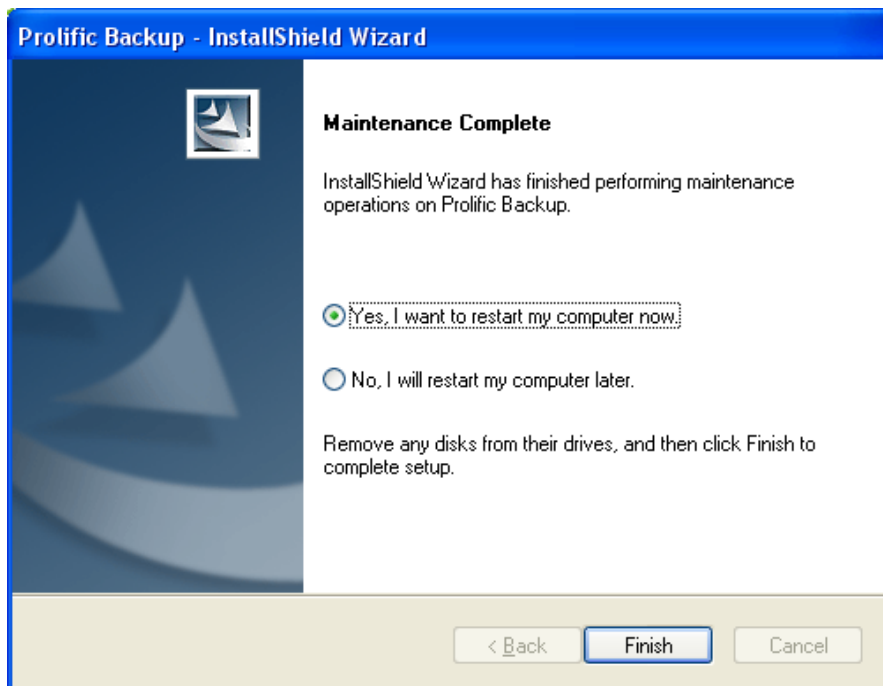 Prolific Backup - InstallShield Wizard
Maintenance Complete
InstallShield Wizard has finished performing maintenance
operations on Prolific Backup.
Yes, I want to restart my computer now.
No, I will restart my computer later.
Remove any disks from their drives, and then click Finish to
complete setup.
< Back
Finish
Cancel